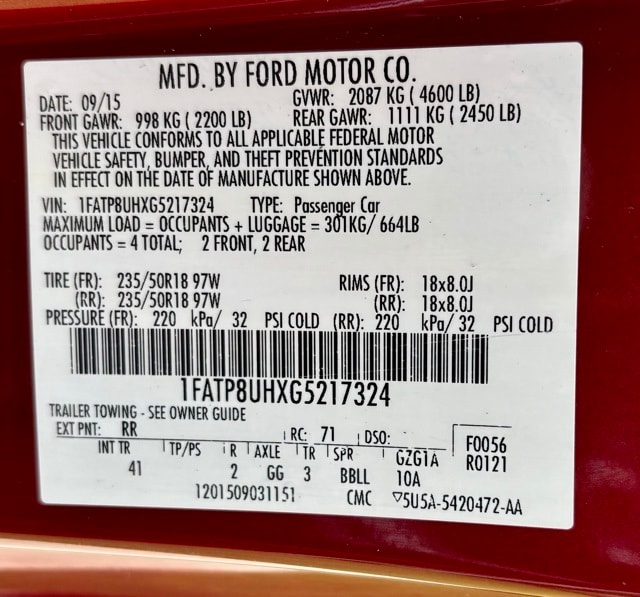 MFD. BY FORD MOTOR CO.
DATE: 09/15 GVWR: 2087 KG ( 4600 LB)
FRONT GAWR: 998 KG ( 2200 LB) REAR GAWR: 1111 KG ( 2450 LB)
THIS VEHICLE CONFORMS TO ALL APPLICABLE FEDERAL MOTOR
VEHICLE SAFETY, BUMPER, AND THEFT PREVENTION STANDARDS
IN EFFECT ON THE DATE OF MANUFACTURE SHOWN ABOVE.
VIN: 1FATP8UHXG5217324 TYPE: Passenger Car
MAXIMUM LOAD = OCCUPANTS + LUGGAGE = 301KG/ 664LB
OCCUPANTS = 4 TOTAL; 2 FRONT, 2 REAR
TIRE (FR): 235/50R18 97W RIMS (FR): 18x8.0J
(RR): 235/50R18 97W (RR): 18x8.0J
PRESSURE (FR): 220 kPa/ 32 PSI COLD (RR): 220 kPa/ 32 PSI COLD
1FATP8UHXG5217324
TRAILER TOWING - SEE OWNER GUIDE
EXT PNT: RR RC: 71 DSO: F0056
INT TR TP/PS R AXLE TR SPR GZG1A R0121
41 2 GG 3 BBLL 10A
1201509031151 CMC ▽5U5A-5420472-AA